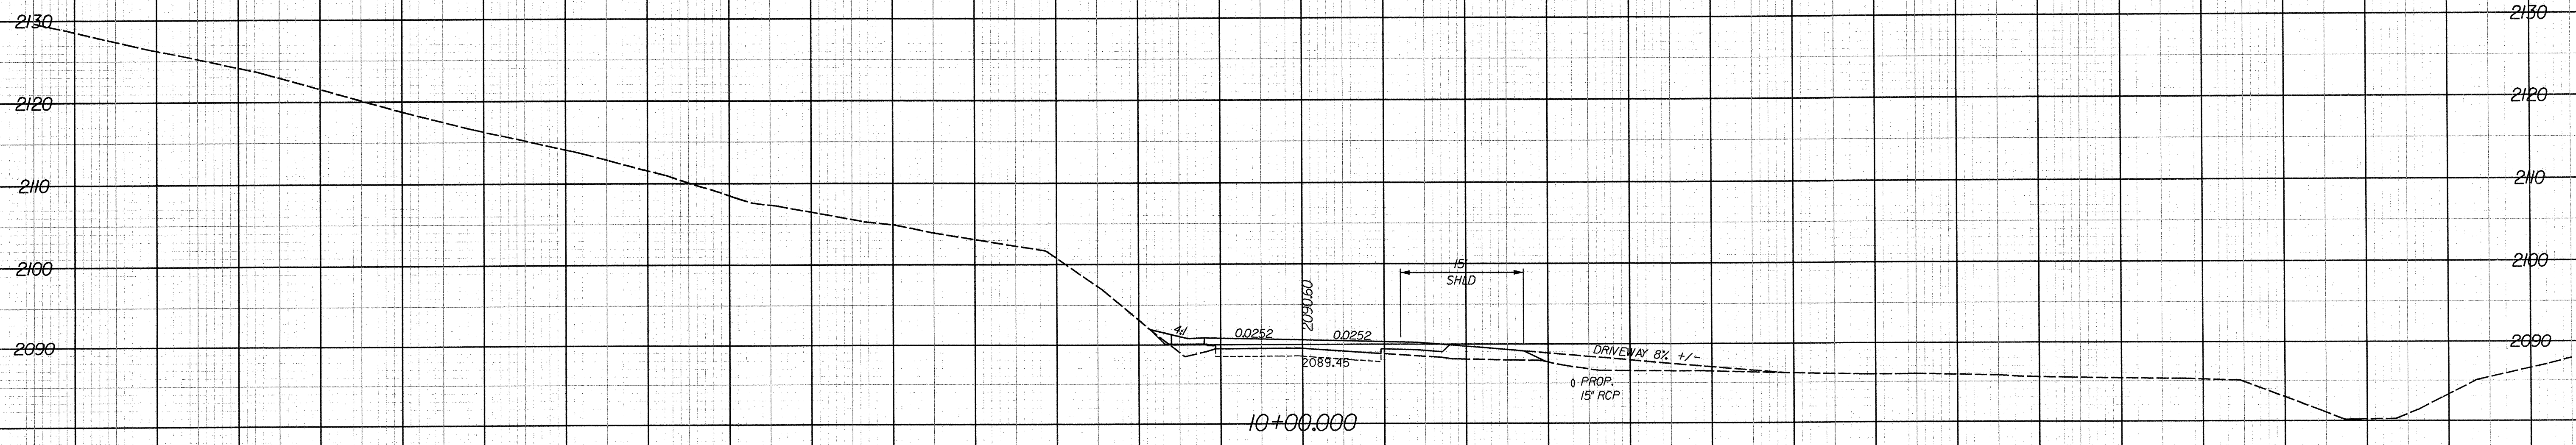 2130 2130
2120 2120
2110 2110
2100 2100
15'
SHLD
2090.60
4:1 0.0252 0.0252
2090 2090
DRIVEWAY 8% +/-
2089.45
PROP.
15" RCP
10+00.000